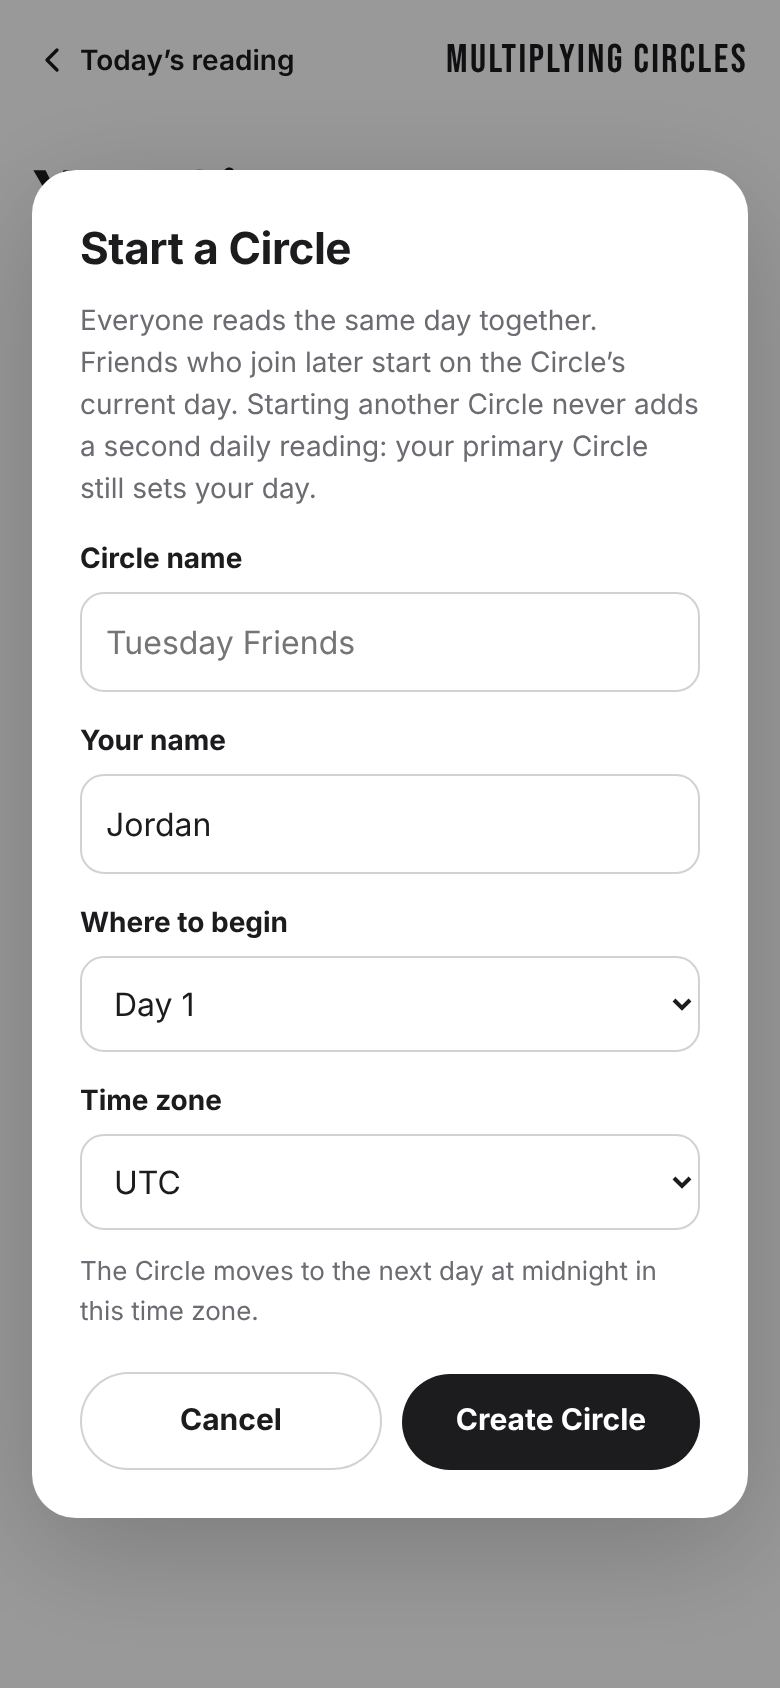 Today’s reading
MULTIPLYING CIRCLES
Start a Circle
Everyone reads the same day together.
Friends who join later start on the Circle’s
current day. Starting another Circle never adds
a second daily reading: your primary Circle
still sets your day.
Circle name
Tuesday Friends
Your name
Jordan
Where to begin
Day 1
Time zone
UTC
The Circle moves to the next day at midnight in
this time zone.
Cancel
Create Circle